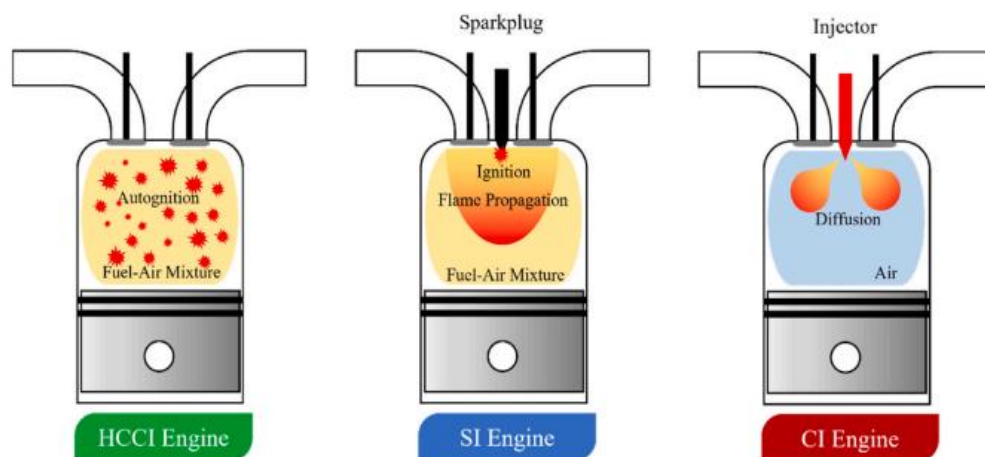 Sparkplug
Injector
Autognition
Fuel-Air Mixture
Ignition
Flame Propagation
Fuel-Air Mixture
Diffusion
Air
HCCI Engine
SI Engine
CI Engine